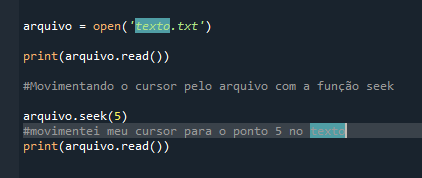 arquivo = open('texto.txt')
print(arquivo.read())
#Movimentando o cursor pelo arquivo com a função seek
arquivo.seek(5)
#movimentei meu cursor para o ponto 5 no texto
print(arquivo.read())